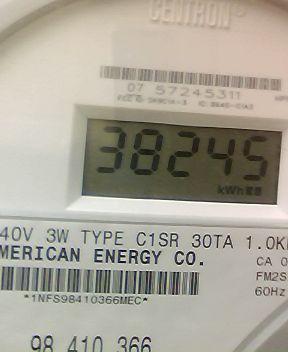 CENTRON®
07 57245311
38245
kWh
40V 3W TYPE C1SR 30TA 1.0K
MERICAN ENERGY CO.
CA 0
FM2S
*1NFS98410366MEC*
60Hz
98 410 366